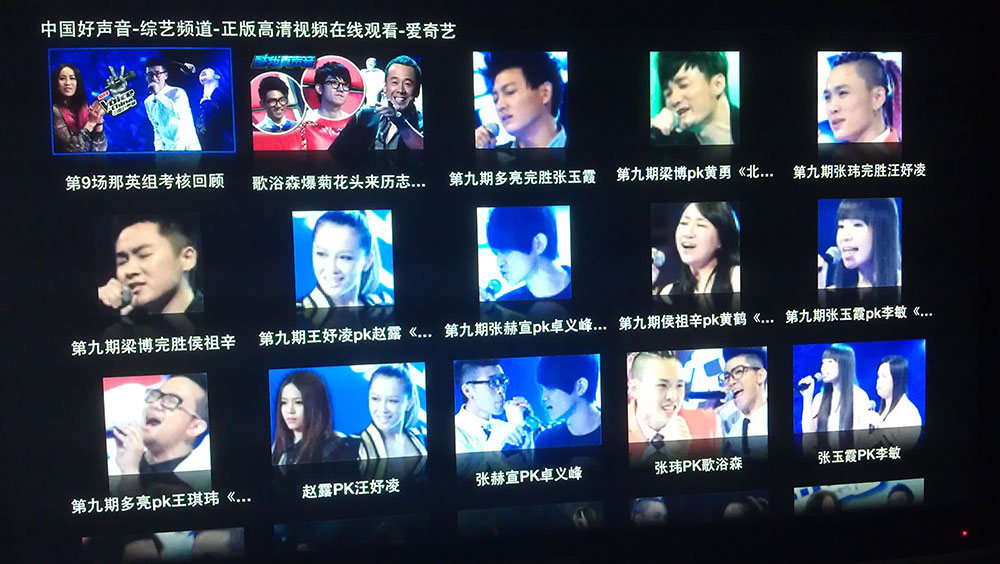 中国好声音-综艺频道-正版高清视频在线观看-爱奇艺
第9场那英组考核回顾
歌浴森爆菊花头来历志...
第九期多亮完胜张玉霞
第九期梁博pk黄勇《北...
第九期张玮完胜汪妤凌
第九期梁博完胜侯祖辛
第九期王妤凌pk赵露《...
第九期张赫宣pk卓义峰...
第九期侯祖辛pk黄鹤《...
第九期张玉霞pk李敏《...
第九期多亮pk王琪玮《...
赵露PK汪妤凌
张赫宣PK卓义峰
张玮PK歌浴森
张玉霞PK李敏